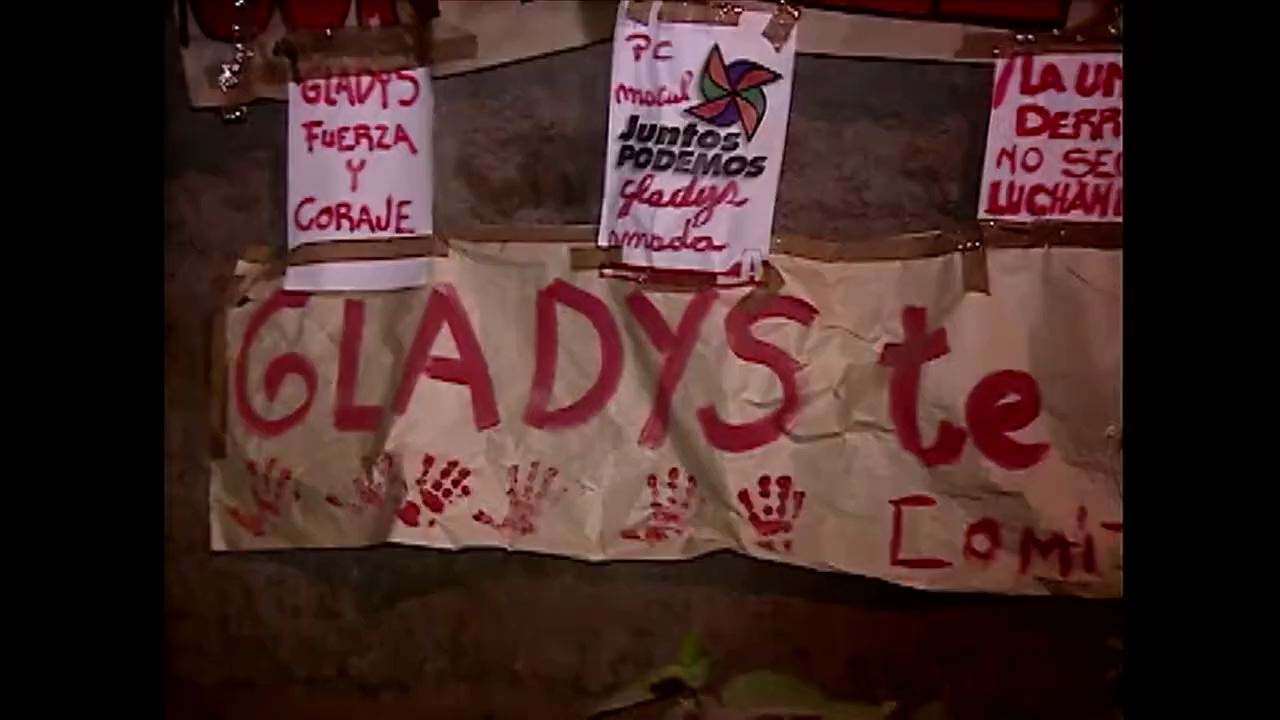 GLADYS
FUERZA
Y
CORAJE
PC
macul
Juntos
PODEMOS
gladys
amada
¡LA UN
DERR
NO SE
LUCHAN
GLADYS te
Comit